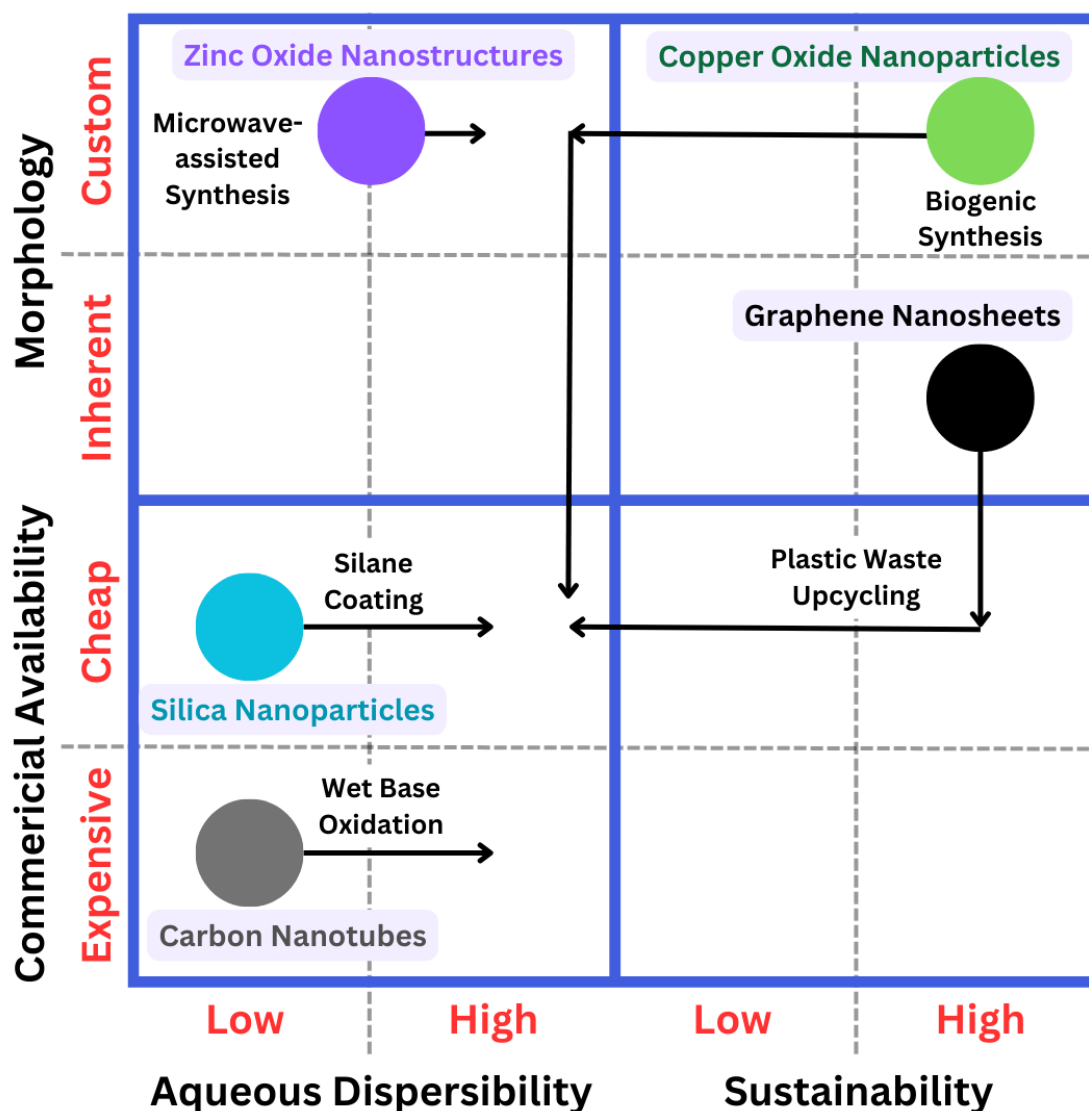 Zinc Oxide Nanostructures
Copper Oxide Nanoparticles
Microwave-
assisted
Synthesis
Biogenic
Synthesis
Graphene Nanosheets
Morphology
Custom
Inherent
Silane
Coating
Plastic Waste
Upcycling
Silica Nanoparticles
Wet Base
Oxidation
Carbon Nanotubes
Commericial Availability
Cheap
Expensive
Low
High
Low
High
Aqueous Dispersibility
Sustainability